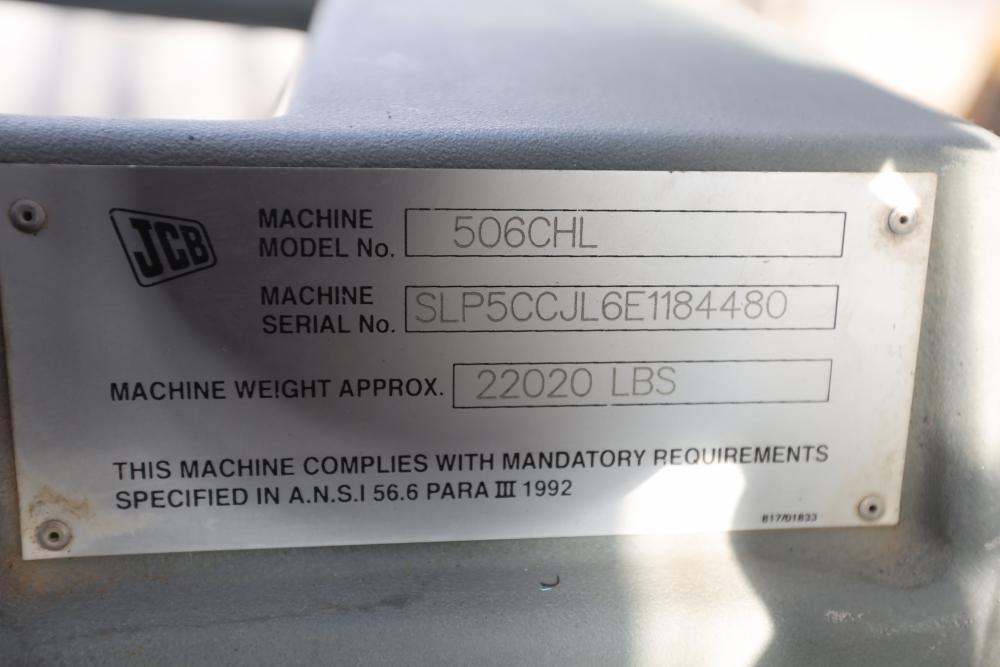 JCB
MACHINE
MODEL No. 506CHL
MACHINE
SERIAL No. SLP5CCJL6E1184480
MACHINE WEIGHT APPROX. 22020 LBS
THIS MACHINE COMPLIES WITH MANDATORY REQUIREMENTS
SPECIFIED IN A.N.S.I 56.6 PARA III 1992
817/01833